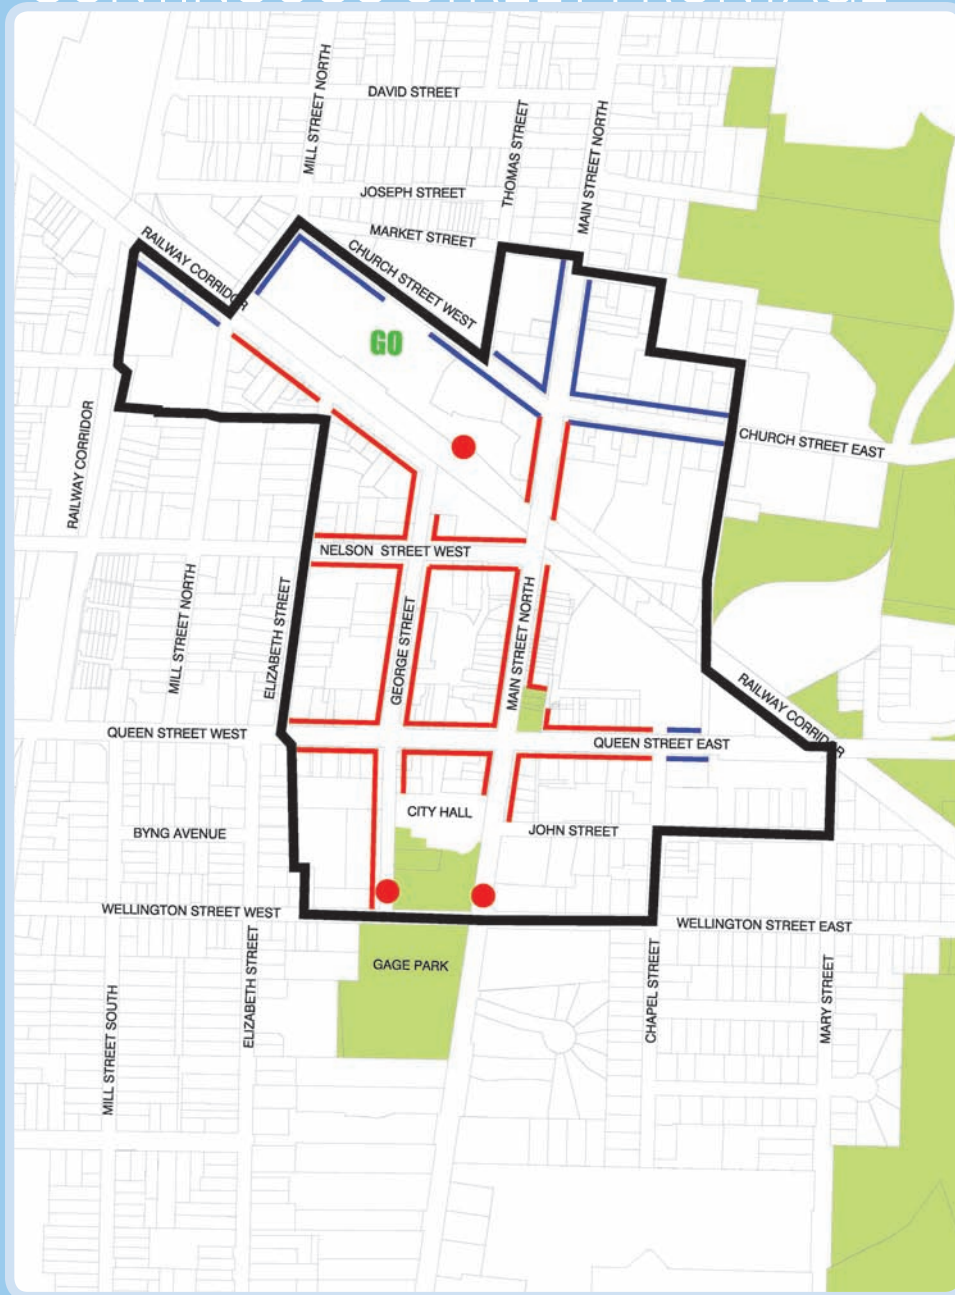 DAVID STREET
MILL STREET NORTH
THOMAS STREET
MAIN STREET NORTH
JOSEPH STREET
MARKET STREET
RAILWAY CORRIDOR
CHURCH STREET WEST
GO
CHURCH STREET EAST
RAILWAY CORRIDOR
NELSON STREET WEST
MILL STREET NORTH
ELIZABETH STREET
GEORGE STREET
MAIN STREET NORTH
RAILWAY CORRIDOR
QUEEN STREET WEST
QUEEN STREET EAST
CITY HALL
BYNG AVENUE
JOHN STREET
WELLINGTON STREET WEST
WELLINGTON STREET EAST
ELIZABETH STREET
GAGE PARK
CHAPEL STREET
MARY STREET
MILL STREET SOUTH